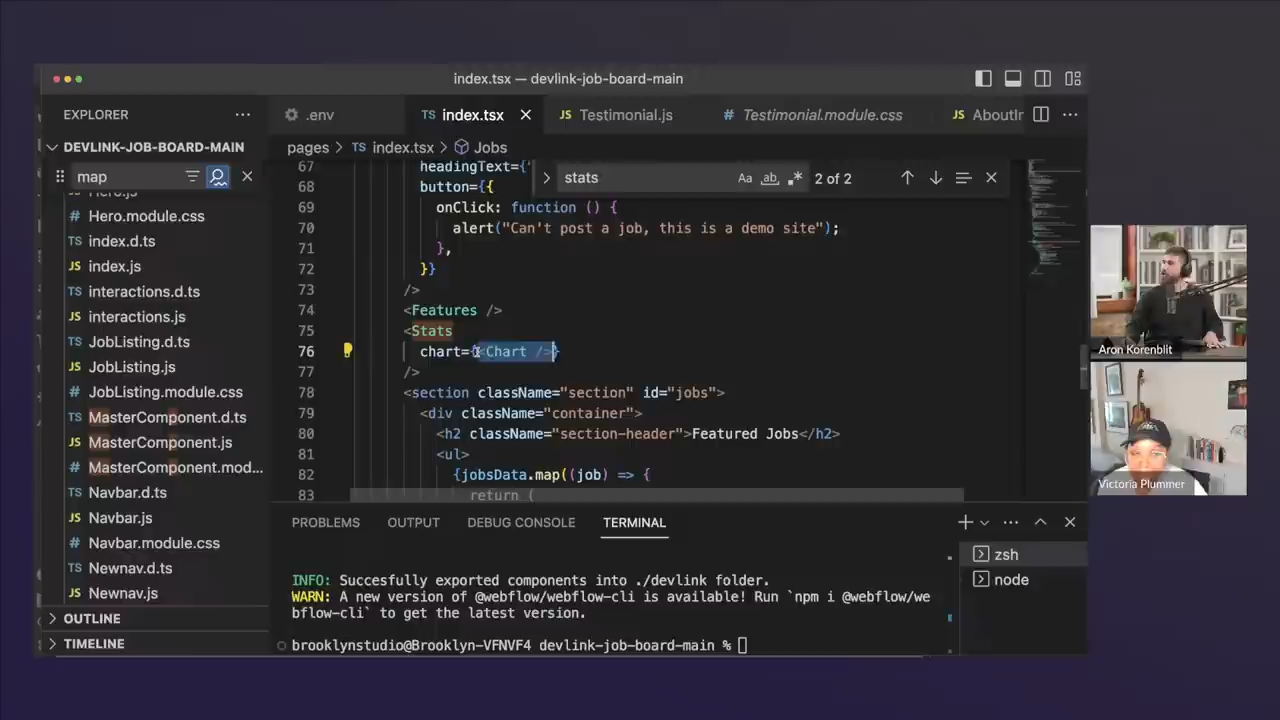 index.tsx — devlink-job-board-main
EXPLORER
DEVLINK-JOB-BOARD-MAIN
map
Hero.js
Hero.module.css
TS index.d.ts
JS index.js
TS interactions.d.ts
JS interactions.js
TS JobListing.d.ts
JS JobListing.js
# JobListing.module.css
TS MasterComponent.d.ts
JS MasterComponent.js
# MasterComponent.mod...
TS Navbar.d.ts
JS Navbar.js
# Navbar.module.css
TS Newnav.d.ts
JS Newnav.js
OUTLINE
TIMELINE
.env
TS index.tsx
JS Testimonial.js
# Testimonial.module.css
JS AboutIr
pages > TS index.tsx > Jobs
stats
Aa ab
2 of 2
67 headingText={
68 button={{
69 onClick: function () {
70 alert("Can't post a job, this is a demo site");
71 },
72 }}
73 />
74 <Features />
75 <Stats
76 chart={<Chart />}
77 />
78 <section className="section" id="jobs">
79 <div className="container">
80 <h2 className="section-header">Featured Jobs</h2>
81 <ul>
82 {jobsData.map((job) => {
83 return (
PROBLEMS OUTPUT DEBUG CONSOLE TERMINAL
INFO: Succesfully exported components into ./devlink folder.
WARN: A new version of @webflow/webflow-cli is available! Run `npm i @webflow/we
bflow-cli` to get the latest version.
brooklynstudio@Brooklyn-VFNVF4 devlink-job-board-main %
zsh
node
Aron Korenblit
Victoria Plummer